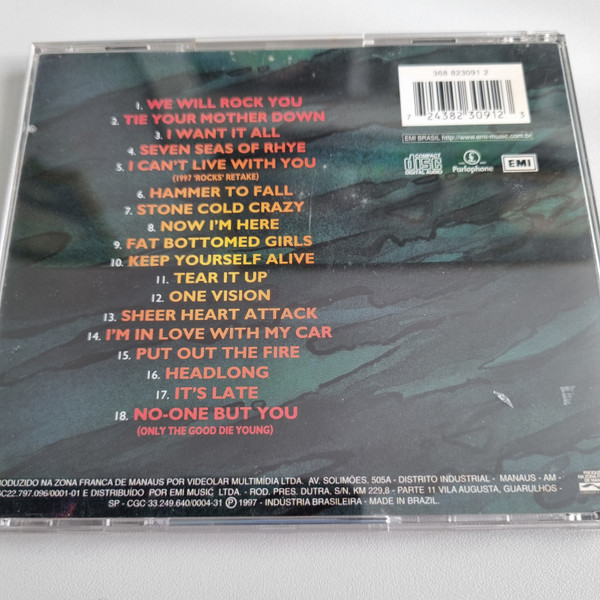 368 823091 2
7 24382 30912 3
EMI BRASIL http://www.emi-music.com.br
COMPACT
disc
DIGITAL AUDIO
Parlophone
EMI
1. WE WILL ROCK YOU
2. TIE YOUR MOTHER DOWN
3. I WANT IT ALL
4. SEVEN SEAS OF RHYE
5. I CAN'T LIVE WITH YOU
(1997 'ROCKS' RETAKE)
6. HAMMER TO FALL
7. STONE COLD CRAZY
8. NOW I'M HERE
9. FAT BOTTOMED GIRLS
10. KEEP YOURSELF ALIVE
11. TEAR IT UP
12. ONE VISION
13. SHEER HEART ATTACK
14. I'M IN LOVE WITH MY CAR
15. PUT OUT THE FIRE
16. HEADLONG
17. IT'S LATE
18. NO-ONE BUT YOU
(ONLY THE GOOD DIE YOUNG)
RODUZIDO NA ZONA FRANCA DE MANAUS POR VIDEOLAR MULTIMÍDIA LTDA. AV. SOLIMÕES, 505A - DISTRITO INDUSTRIAL - MANAUS - AM -
GC22.797.096/0001-01 E DISTRIBUÍDO POR EMI MUSIC LTDA. - ROD. PRES. DUTRA, S/N, KM 229,8 - PARTE 11 VILA AUGUSTA, GUARULHOS -
SP - CGC 33.249.640/0004-31 ℗ 1997 - INDÚSTRIA BRASILEIRA - MADE IN BRAZIL.